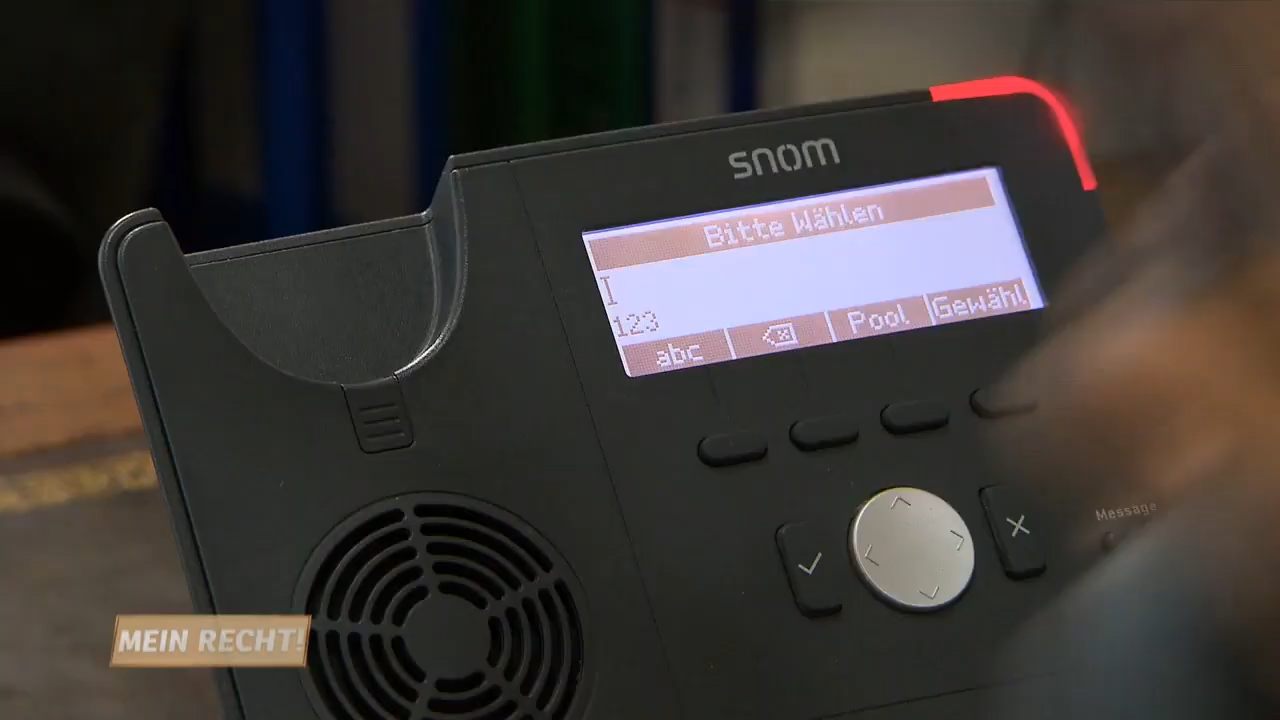 snom
Bitte Wählen
123
abc Pool Gewähl
Message
MEIN RECHT!